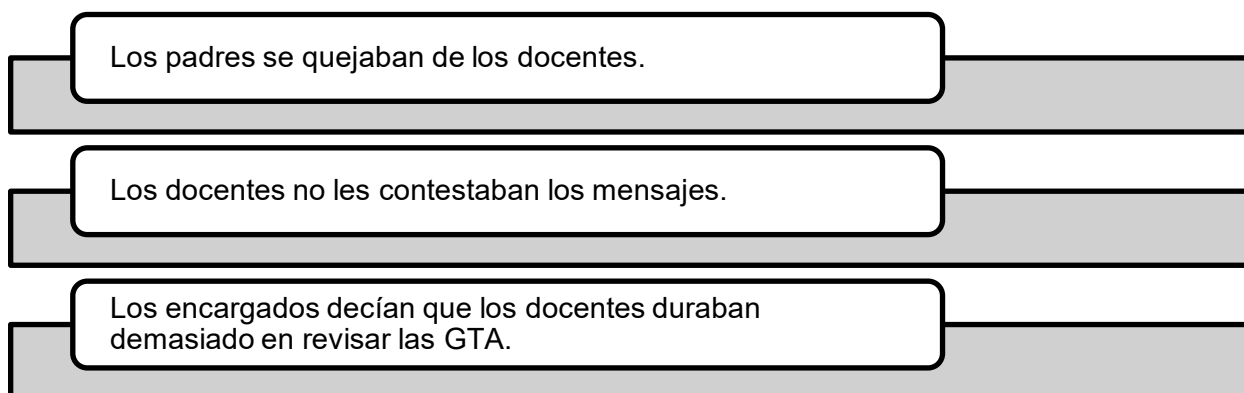 Los padres se quejaban de los docentes.
Los docentes no les contestaban los mensajes.
Los encargados decían que los docentes duraban
demasiado en revisar las GTA.